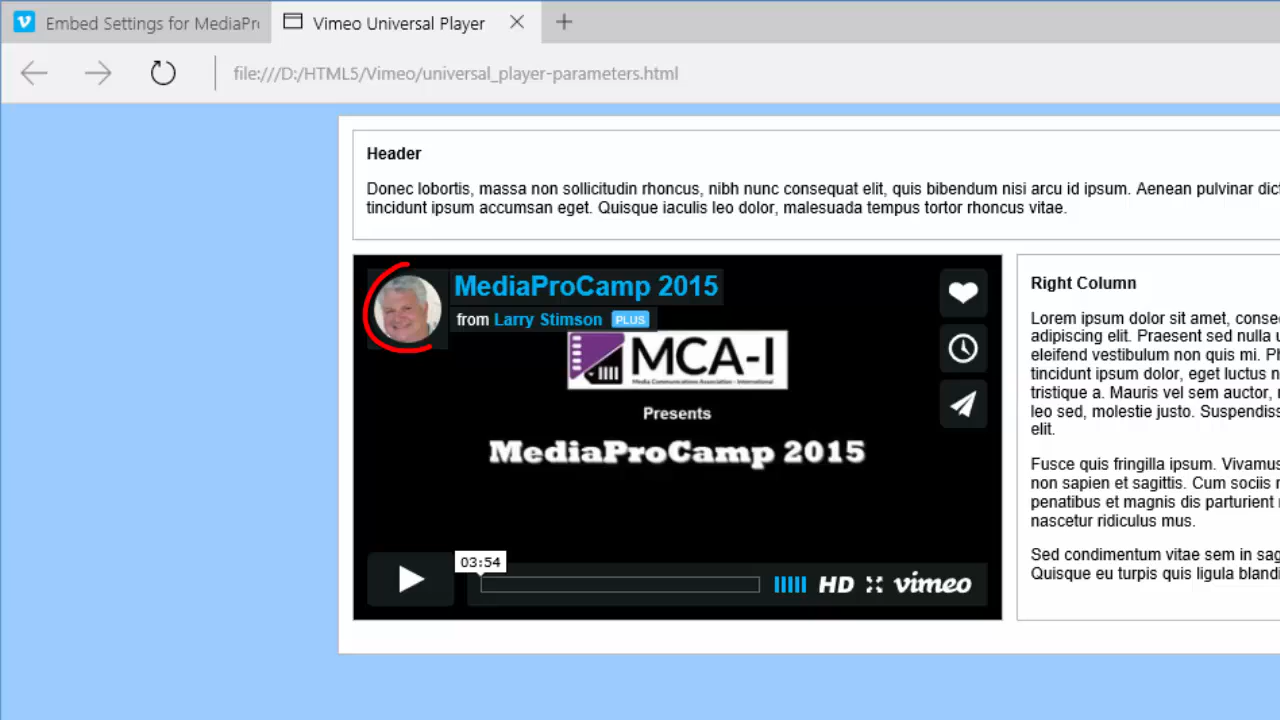 Embed Settings for MediaPr
Vimeo Universal Player
file:///D:/HTML5/Vimeo/universal_player-parameters.html
Header
Donec lobortis, massa non sollicitudin rhoncus, nibh nunc consequat elit, quis bibendum nisi arcu id ipsum. Aenean pulvinar dict
tincidunt ipsum accumsan eget. Quisque iaculis leo dolor, malesuada tempus tortor rhoncus vitae.
MediaProCamp 2015
from Larry Stimson PLUS
MCA-I
Media Communications Association - International
Presents
MediaProCamp 2015
03:54
HD vimeo
Right Column
Lorem ipsum dolor sit amet, conse
adipiscing elit. Praesent sed nulla u
eleifend vestibulum non quis mi. Ph
tincidunt ipsum dolor, eget luctus n
tristique a. Mauris vel sem auctor,
leo sed, molestie justo. Suspendiss
elit.
Fusce quis fringilla ipsum. Vivamus
non sapien et sagittis. Cum sociis
penatibus et magnis dis parturient
nascetur ridiculus mus.
Sed condimentum vitae sem in sag
Quisque eu turpis quis ligula blandi